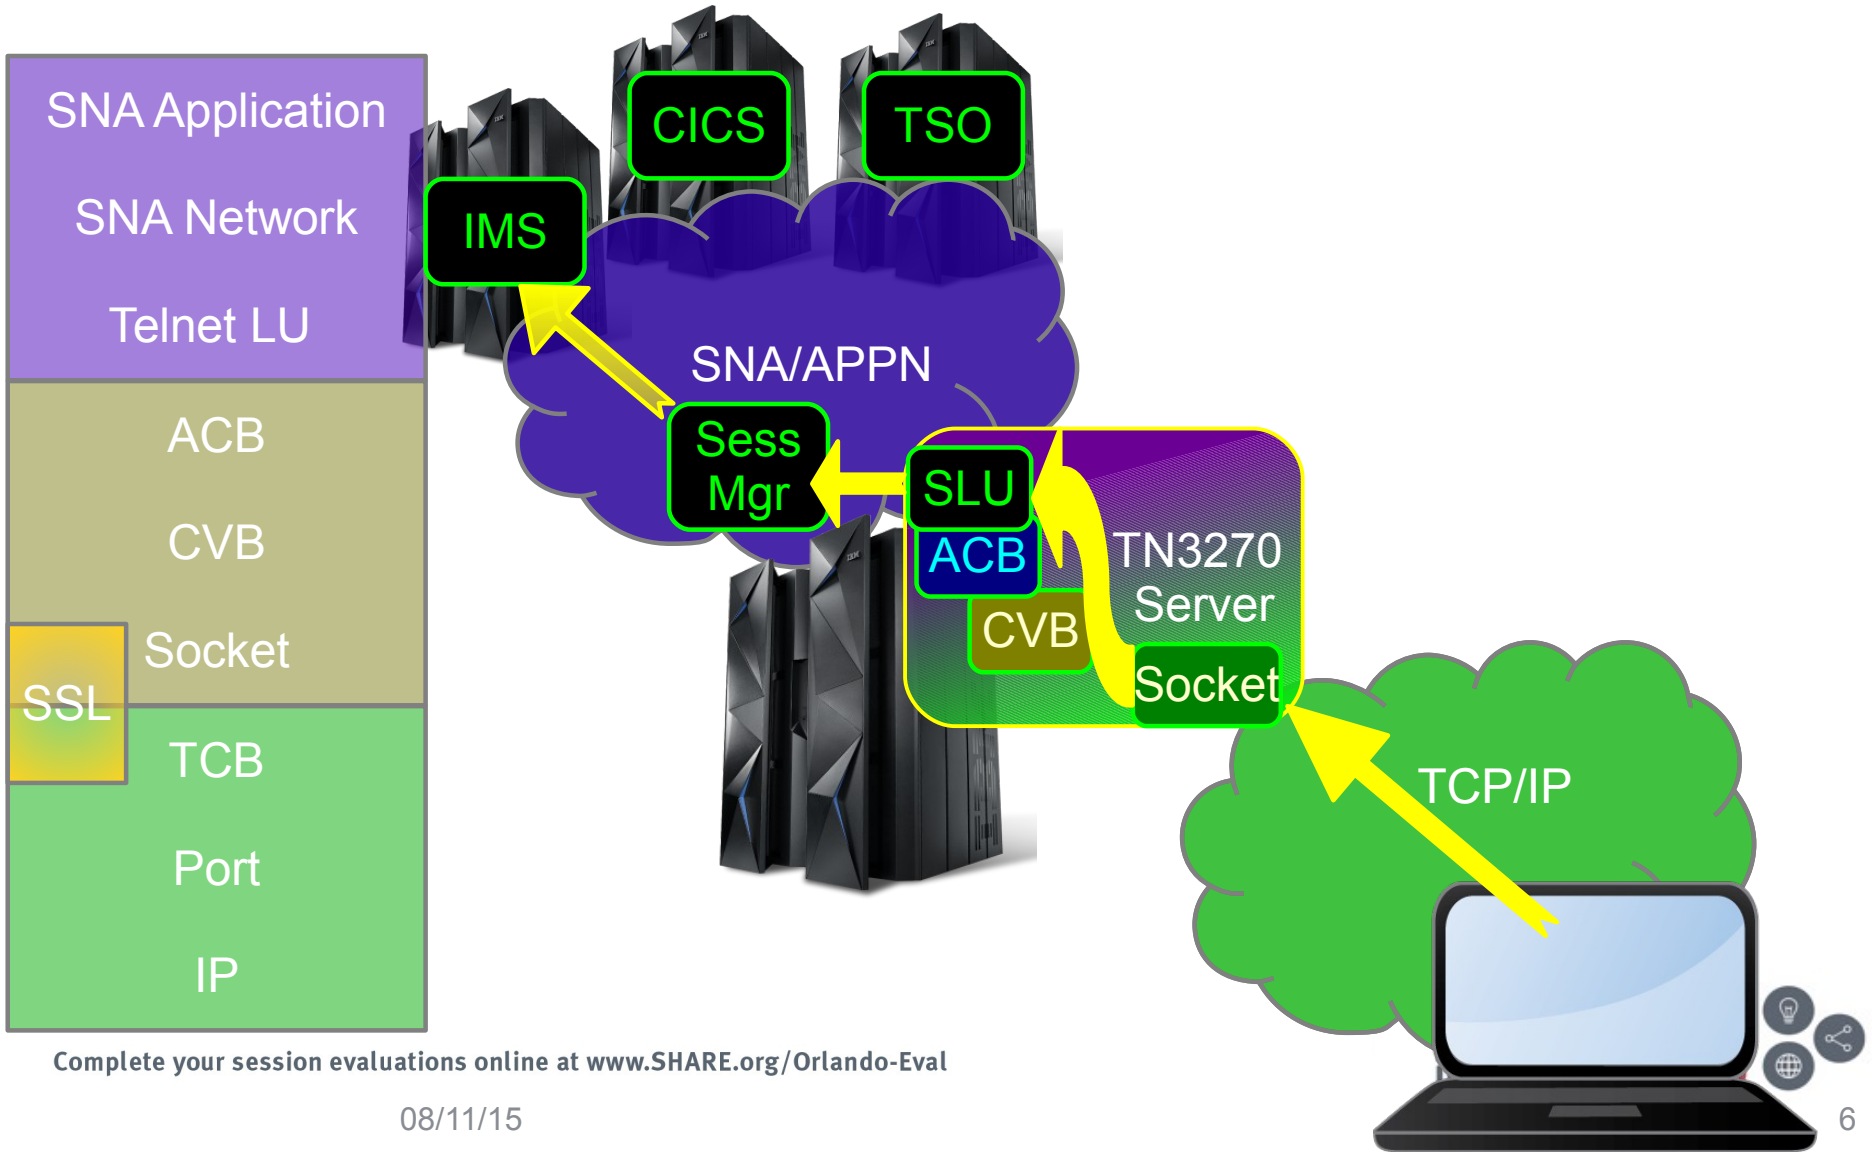 SNA Application
SNA Network
Telnet LU
ACB
CVB
Socket
SSL
TCB
Port
IP
CICS
TSO
IMS
SNA/APPN
Sess
Mgr
SLU
ACB
CVB
TN3270
Server
Socket
TCP/IP
Complete your session evaluations online at www.SHARE.org/Orlando-Eval
08/11/15
6